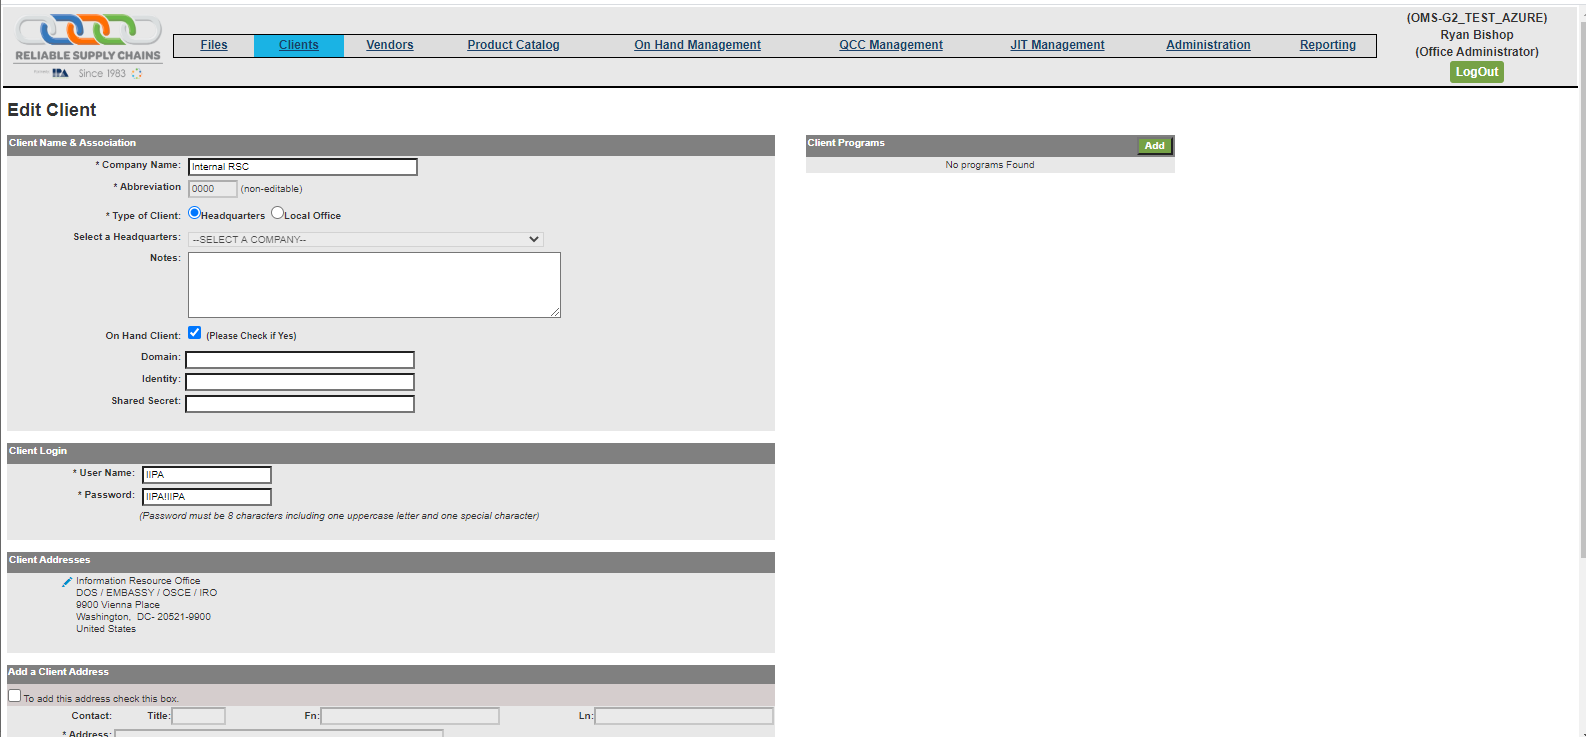 RELIABLE SUPPLY CHAINS
IPA Since 1983
Files Clients Vendors Product Catalog On Hand Management QCC Management JIT Management Administration Reporting
(OMS-G2_TEST_AZURE)
Ryan Bishop
(Office Administrator)
LogOut
Edit Client
Client Name & Association
* Company Name: Internal RSC
* Abbreviation 0000 (non-editable)
* Type of Client: Headquarters Local Office
Select a Headquarters: --SELECT A COMPANY--
Notes:
On Hand Client: (Please Check if Yes)
Domain:
Identity:
Shared Secret:
Client Programs Add
No programs Found
Client Login
* User Name: IIPA
* Password: IIPA!IIPA
(Password must be 8 characters including one uppercase letter and one special character)
Client Addresses
Information Resource Office
DOS / EMBASSY / OSCE / IRO
9900 Vienna Place
Washington, DC- 20521-9900
United States
Add a Client Address
To add this address check this box.
Contact: Title: Fn: Ln:
* Address: